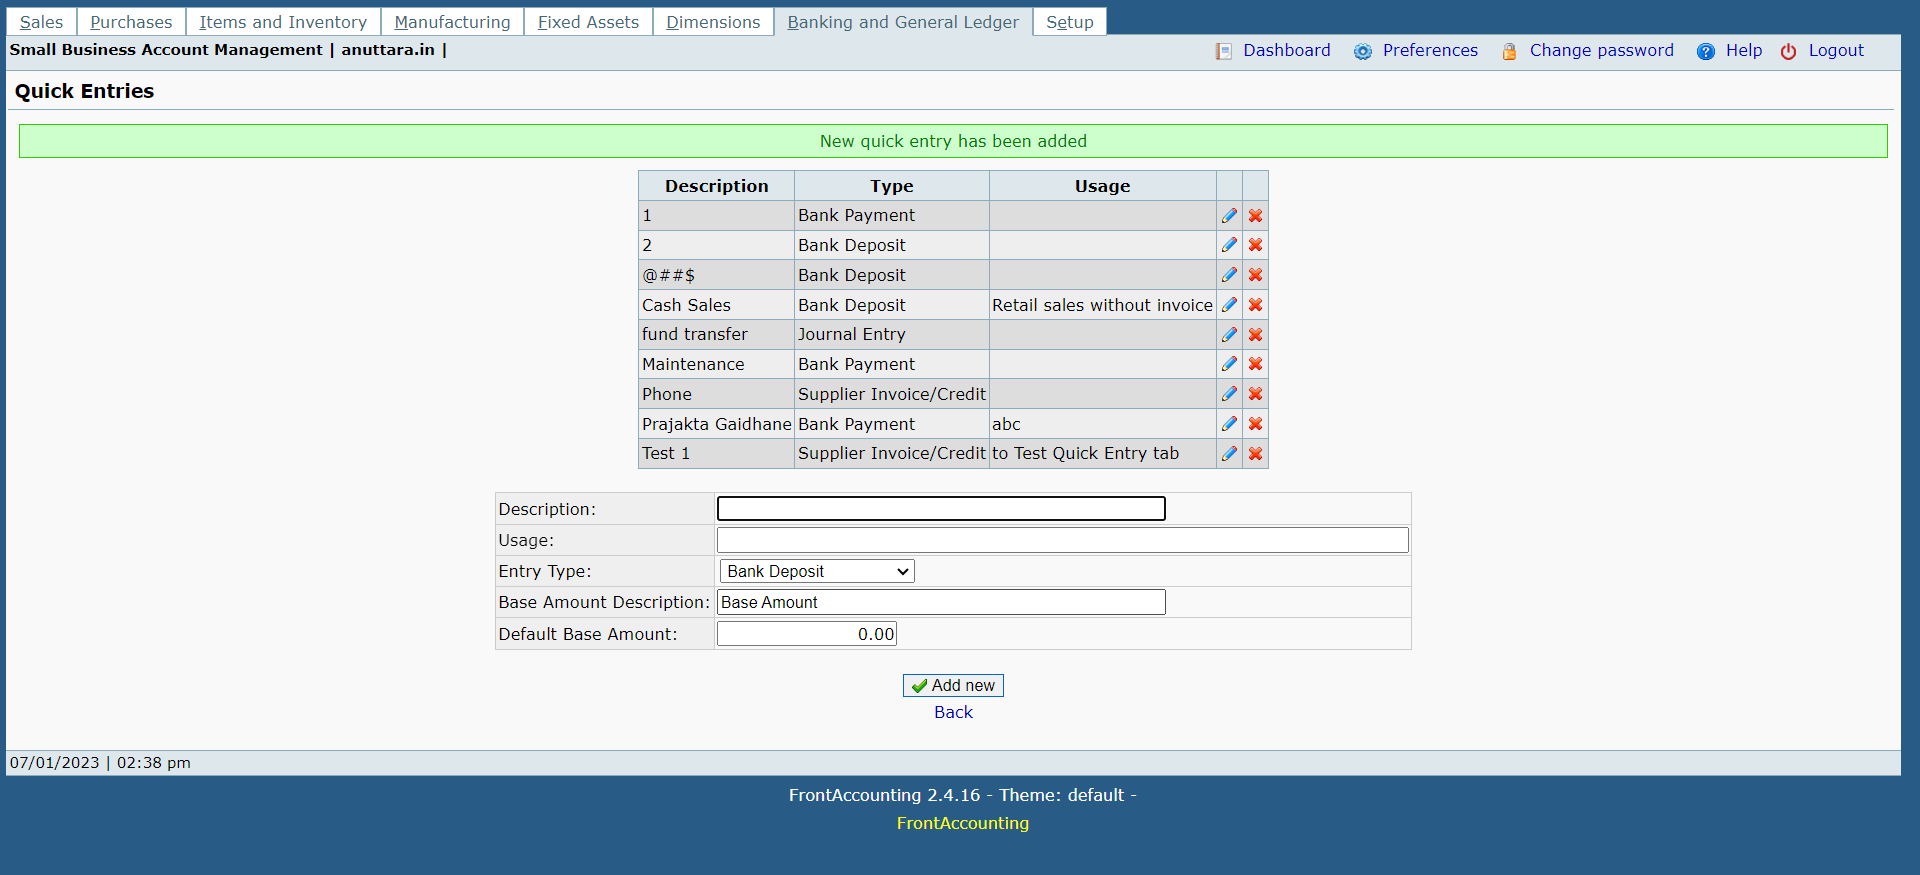 Sales Purchases Items and Inventory Manufacturing Fixed Assets Dimensions Banking and General Ledger Setup
Small Business Account Management | anuttara.in | Dashboard Preferences Change password Help Logout
Quick Entries
New quick entry has been added
Description Type Usage
1 Bank Payment
2 Bank Deposit
@##$ Bank Deposit
Cash Sales Bank Deposit Retail sales without invoice
fund transfer Journal Entry
Maintenance Bank Payment
Phone Supplier Invoice/Credit
Prajakta Gaidhane Bank Payment abc
Test 1 Supplier Invoice/Credit to Test Quick Entry tab
Description:
Usage:
Entry Type: Bank Deposit
Base Amount Description: Base Amount
Default Base Amount: 0.00
Add new
Back
07/01/2023 | 02:38 pm
FrontAccounting 2.4.16 - Theme: default -
FrontAccounting